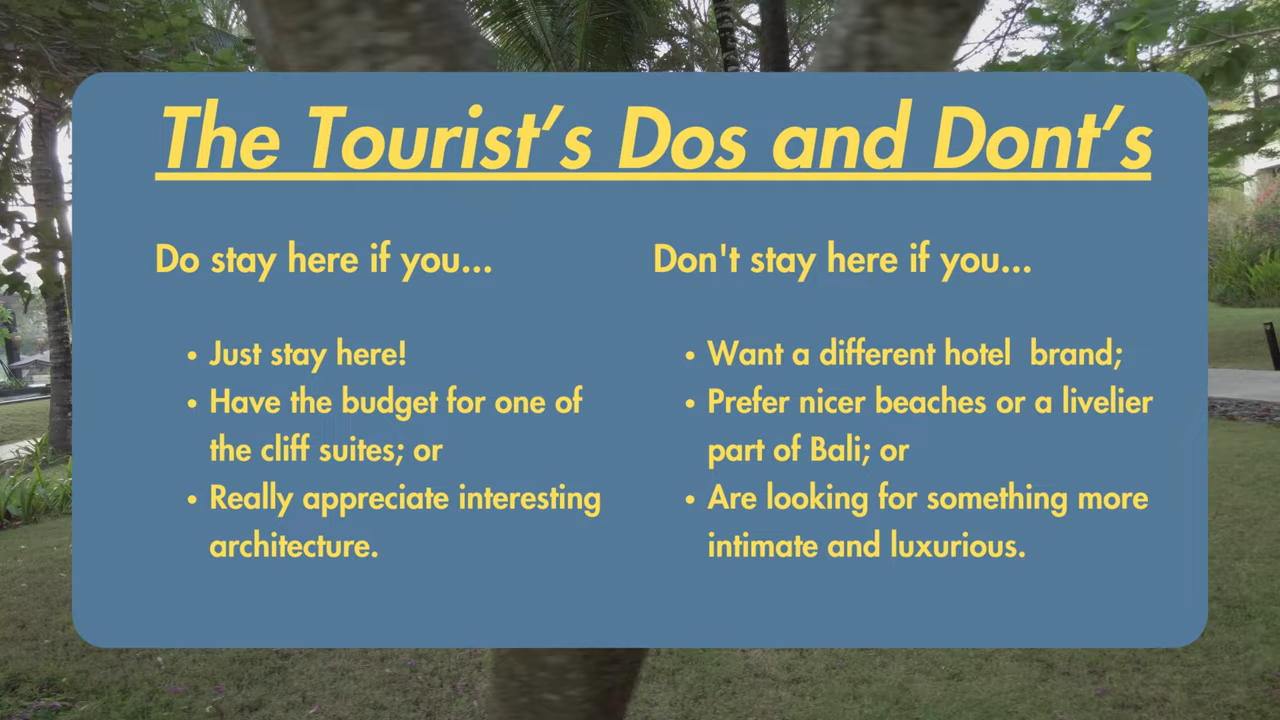 The Tourist’s Dos and Dont’s
Do stay here if you...
• Just stay here!
• Have the budget for one of
the cliff suites; or
• Really appreciate interesting
architecture.
Don't stay here if you...
• Want a different hotel  brand;
• Prefer nicer beaches or a livelier
part of Bali; or
• Are looking for something more
intimate and luxurious.